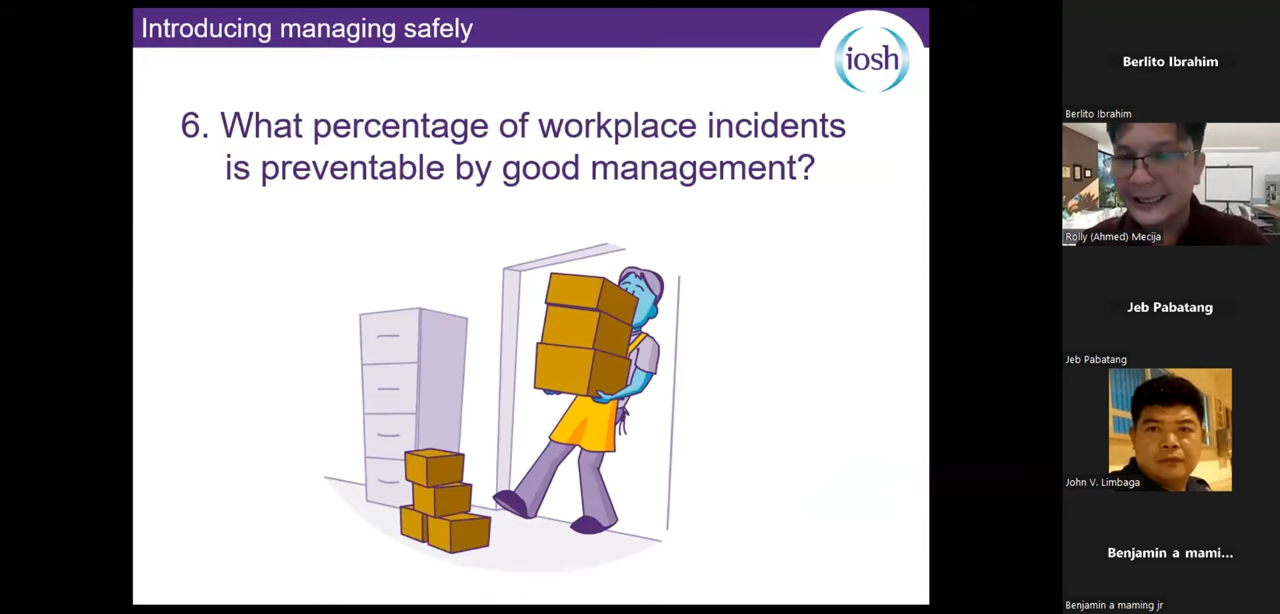 Introducing managing safely
iosh
6. What percentage of workplace incidents
is preventable by good management?
Berlito Ibrahim
Berlito Ibrahim
Rolly (Ahmed) Mecija
Jeb Pabatang
Jeb Pabatang
John V. Limbaga
Benjamin a mami...
Benjamin a maming jr